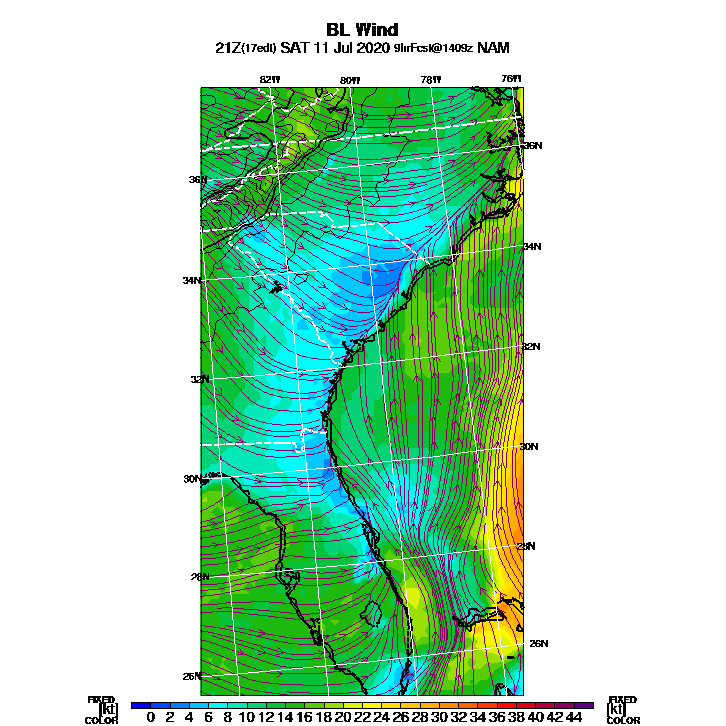 BL Wind
21Z(17edt) SAT 11 Jul 2020 9hrFcst@1409z NAM
82W 80W 78W 76W
36N
36N
34N
34N
32N
32N
30N
30N
28N
28N
26N
26N
FIXED FIXED
[kt] 0 2 4 6 8 10 12 14 16 18 20 22 24 26 28 30 32 34 36 38 40 42 44 [kt]
COLOR COLOR